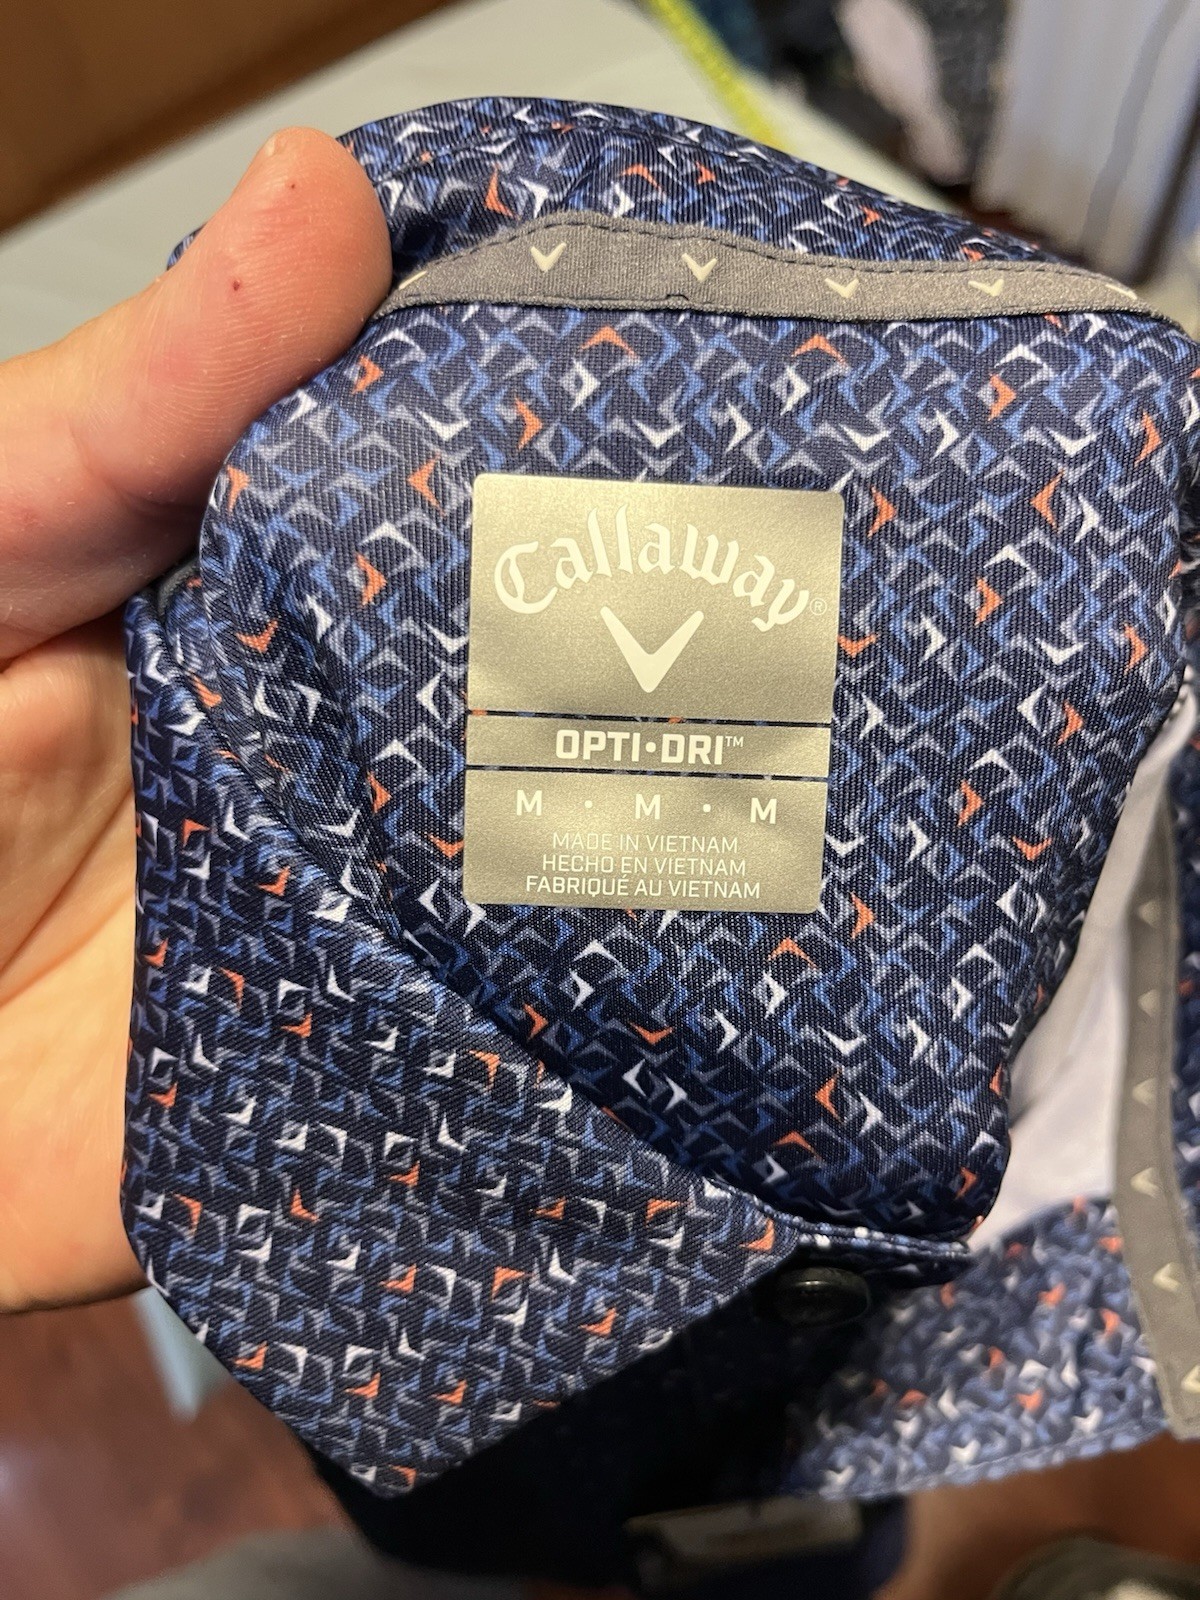 Callaway®
OPTI•DRI™
M • M • M
MADE IN VIETNAM
HECHO EN VIETNAM
FABRIQUÉ AU VIETNAM